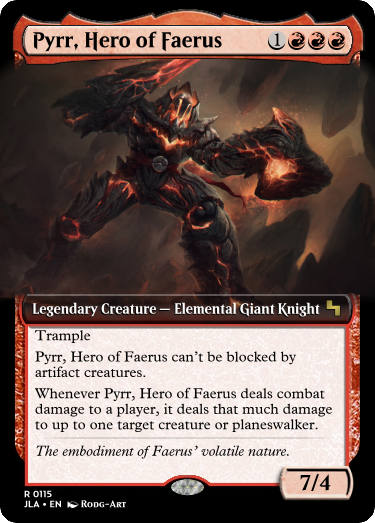 Pyrr, Hero of Faerus 1
Legendary Creature — Elemental Giant Knight
Trample
Pyrr, Hero of Faerus can't be blocked by
artifact creatures.
Whenever Pyrr, Hero of Faerus deals combat
damage to a player, it deals that much damage
to up to one target creature or planeswalker.
The embodiment of Faerus' volatile nature.
7/4
R 0115
JLA • EN Rodg-Art